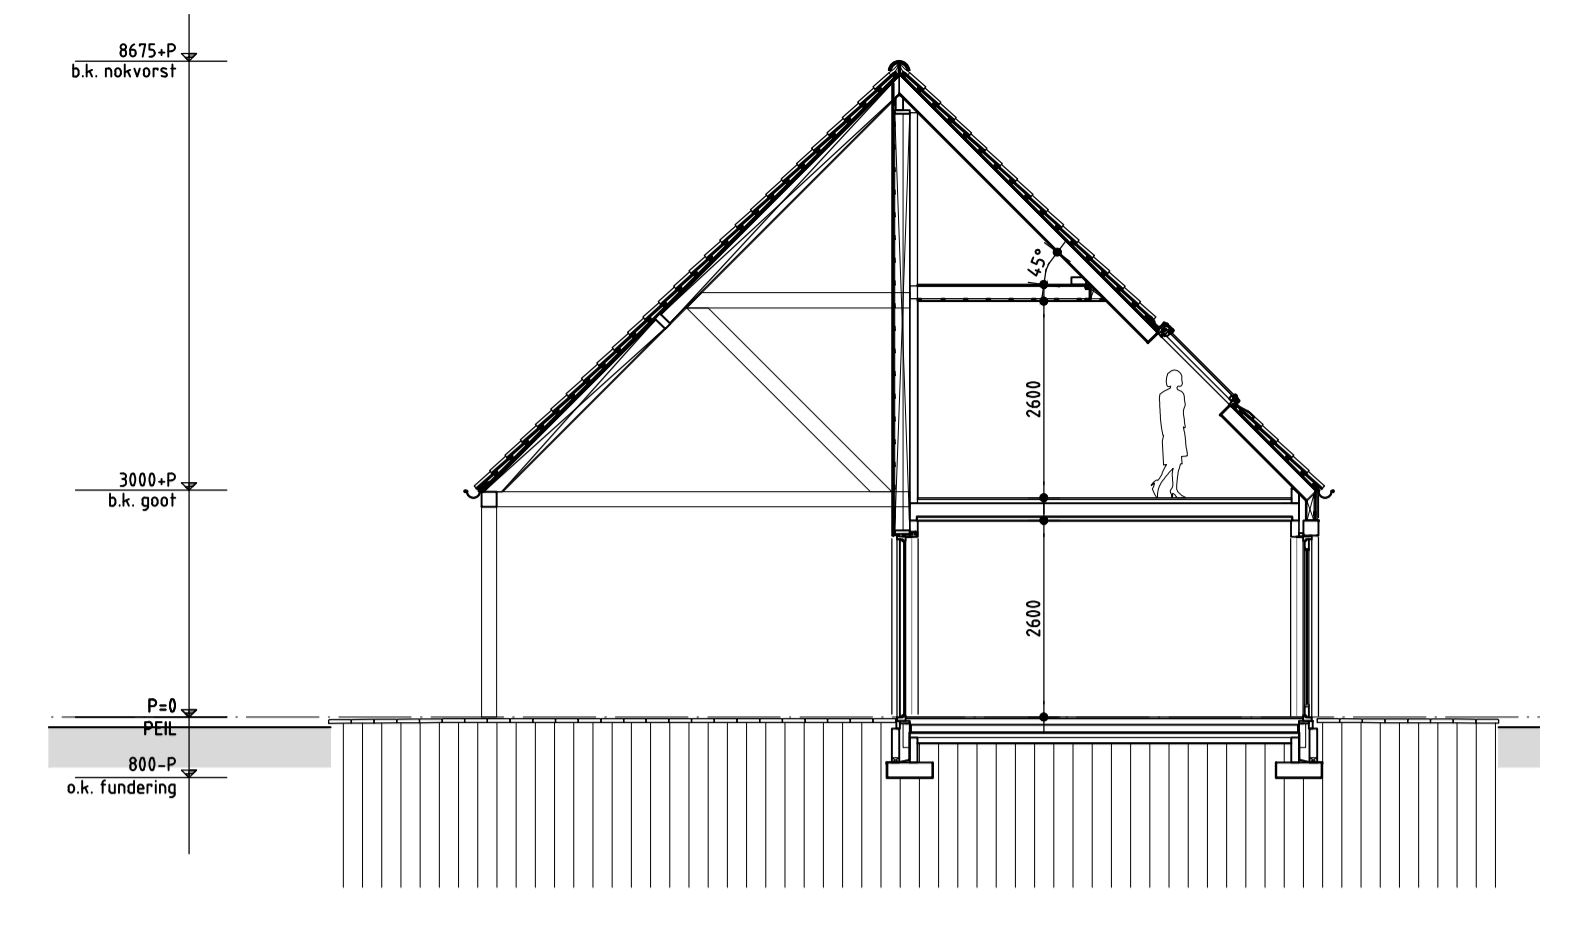 8675+P
b.k. nokvorst
45°
2600
3000+P
b.k. goot
2600
P=0
PEIL
800-P
o.k. fundering